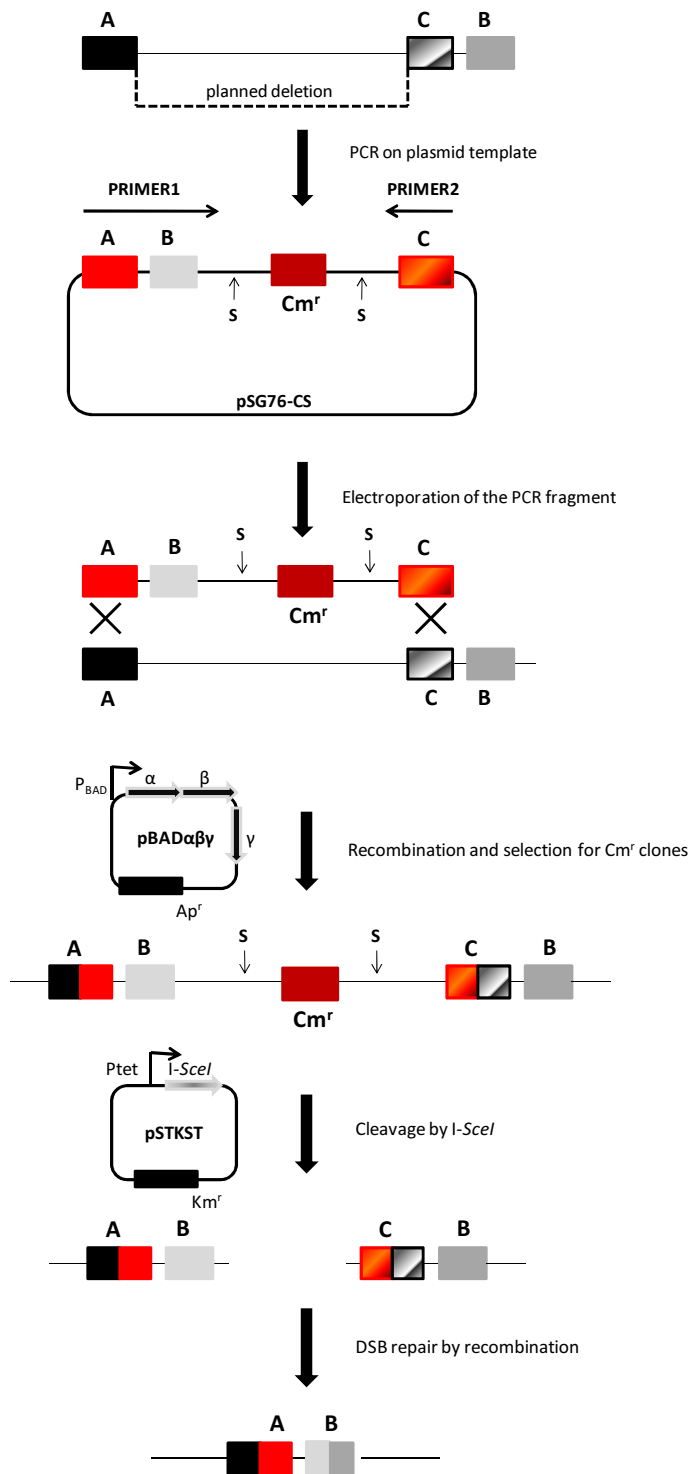 A C B
planned deletion
PCR on plasmid template
PRIMER1 PRIMER2
A B C
S Cmʳ S
pSG76-CS
Electroporation of the PCR fragment
S S
A B C
Cmʳ
A C B
P_BAD α β
pBADαβγ γ
Apʳ
Recombination and selection for Cmʳ clones
S S
A B C B
Cmʳ
Ptet I-SceI
pSTKST
Kmʳ
Cleavage by I-SceI
A B C B
DSB repair by recombination
A B